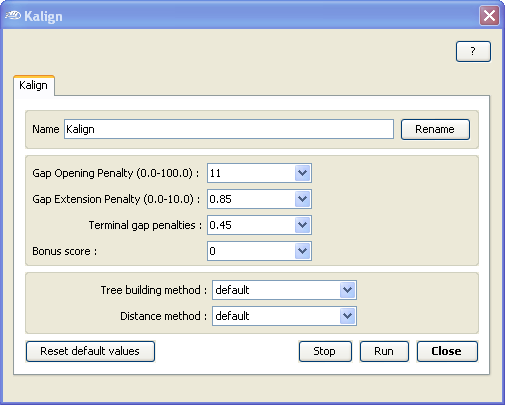 Kalign
?
Kalign
Name Kalign Rename
Gap Opening Penalty (0.0-100.0) : 11
Gap Extension Penalty (0.0-10.0) : 0.85
Terminal gap penalties : 0.45
Bonus score : 0
Tree building method : default
Distance method : default
Reset default values Stop Run Close